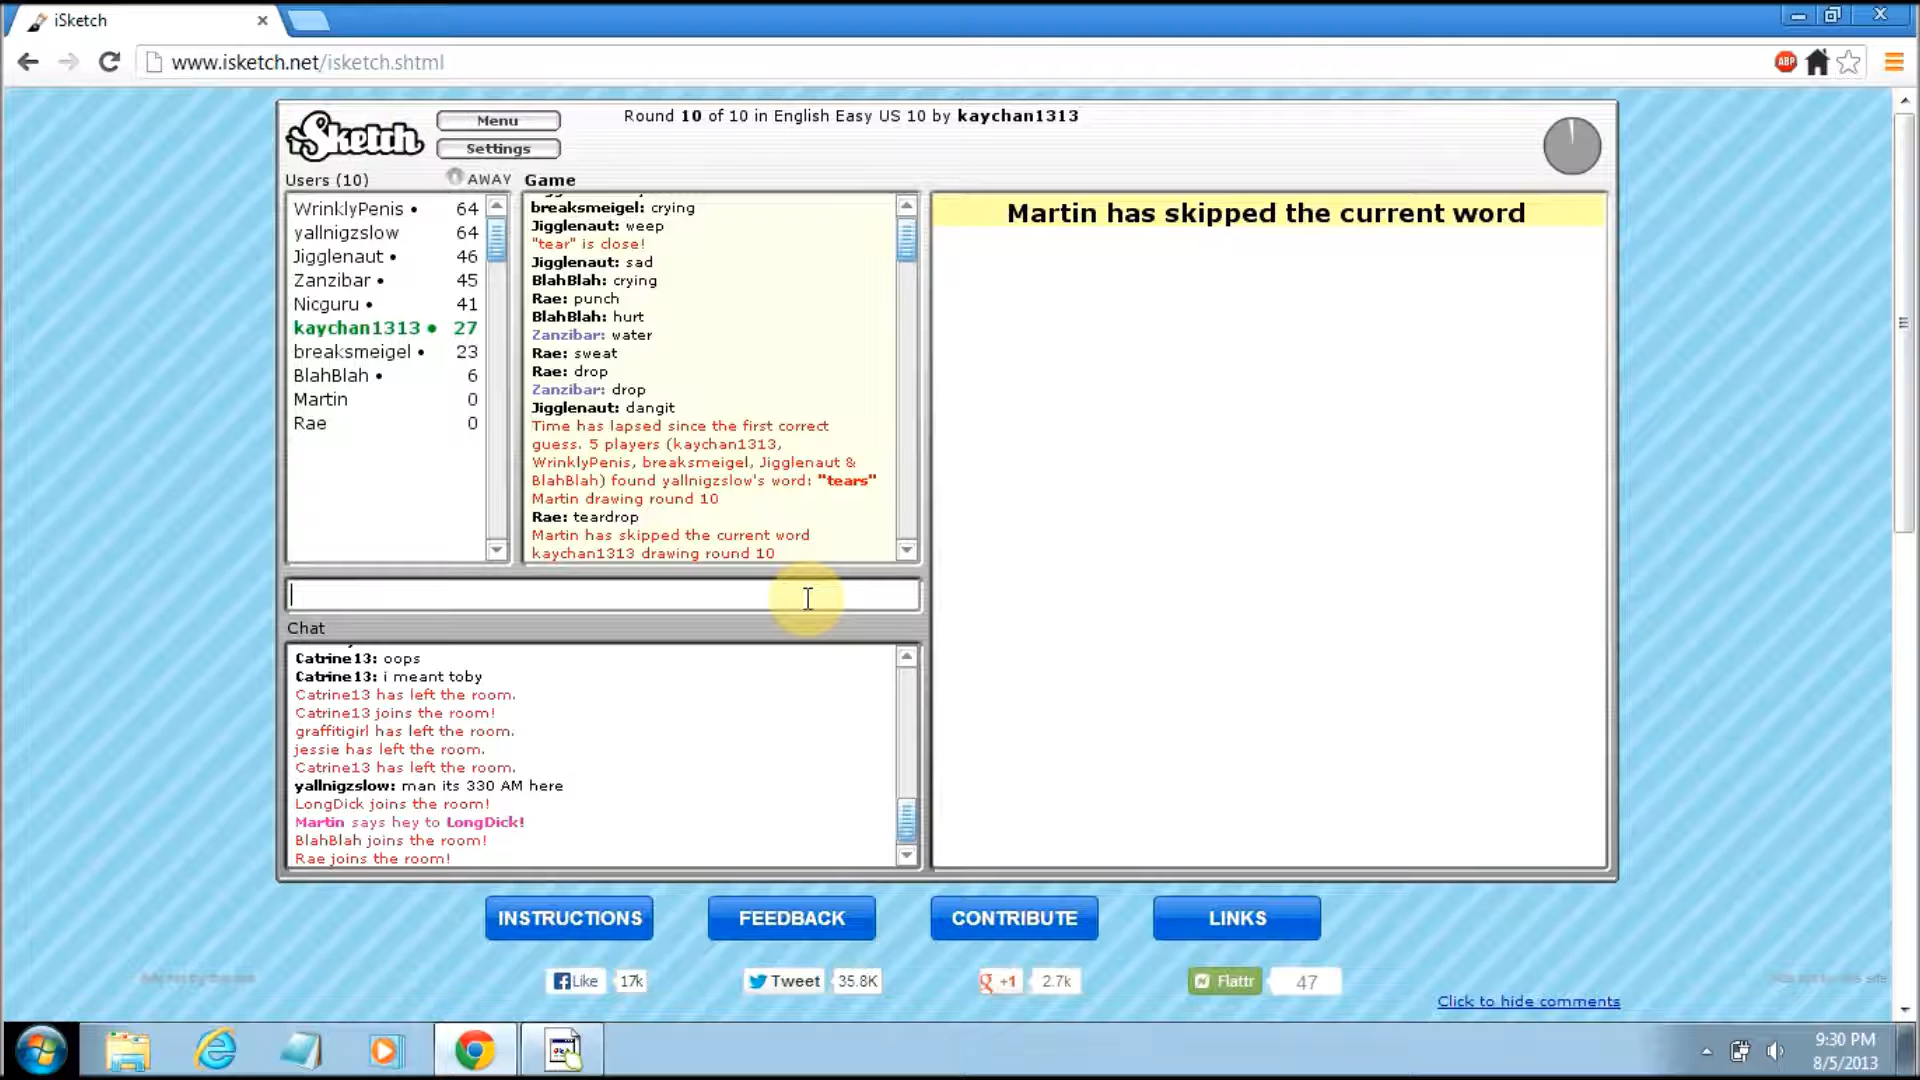 iSketch
www.isketch.net/isketch.shtml
ABP
iSketch
Menu
Settings
Round 10 of 10 in English Easy US 10 by kaychan1313
Users (10)
AWAY
Game
WrinklyPenis • 64
yallnigzslow 64
Jigglenaut • 46
Zanzibar • 45
Nicguru • 41
kaychan1313 • 27
breaksmeigel • 23
BlahBlah • 6
Martin 0
Rae 0
breaksmeigel: crying
Jigglenaut: weep
"tear" is close!
Jigglenaut: sad
BlahBlah: crying
Rae: punch
BlahBlah: hurt
Zanzibar: water
Rae: sweat
Rae: drop
Zanzibar: drop
Jigglenaut: dangit
Time has lapsed since the first correct
guess. 5 players (kaychan1313,
WrinklyPenis, breaksmeigel, Jigglenaut &
BlahBlah) found yallnigzslow's word: "tears"
Martin drawing round 10
Rae: teardrop
Martin has skipped the current word
kaychan1313 drawing round 10
Martin has skipped the current word
Chat
Catrine13: oops
Catrine13: i meant toby
Catrine13 has left the room.
Catrine13 joins the room!
graffitigirl has left the room.
jessie has left the room.
Catrine13 has left the room.
yallnigzslow: man its 330 AM here
LongDick joins the room!
Martin says hey to LongDick!
BlahBlah joins the room!
Rae joins the room!
INSTRUCTIONS
FEEDBACK
CONTRIBUTE
LINKS
Like 17k
Tweet 35.8K
+1 2.7k
Flattr 47
Click to hide comments
9:30 PM
8/5/2013